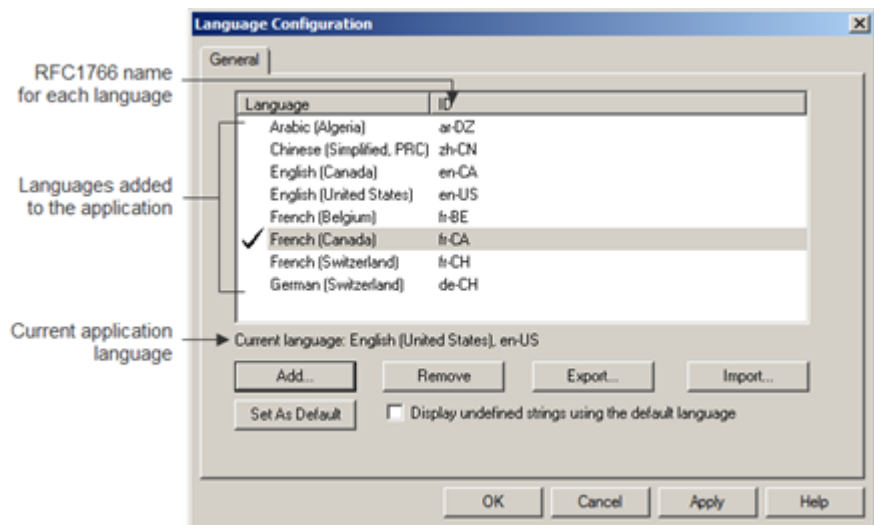 Language Configuration
General
RFC1766 name
for each language
Language ID
Arabic (Algeria) ar-DZ
Chinese (Simplified, PRC) zh-CN
English (Canada) en-CA
Languages added
to the application
English (United States) en-US
French (Belgium) fr-BE
French (Canada) fr-CA
French (Switzerland) fr-CH
German (Switzerland) de-CH
Current application
language
Current language: English (United States), en-US
Add... Remove Export... Import...
Set As Default Display undefined strings using the default language
OK Cancel Apply Help